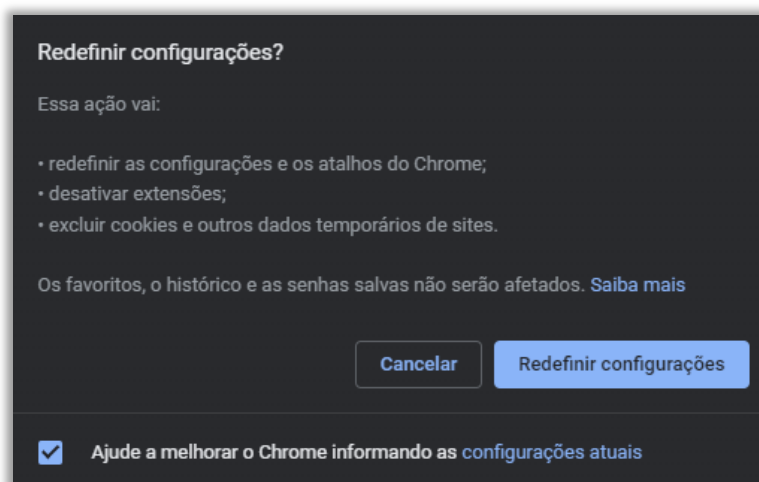 Redefinir configurações?
Essa ação vai:
• redefinir as configurações e os atalhos do Chrome;
• desativar extensões;
• excluir cookies e outros dados temporários de sites.
Os favoritos, o histórico e as senhas salvas não serão afetados. Saiba mais
Cancelar
Redefinir configurações
Ajude a melhorar o Chrome informando as configurações atuais